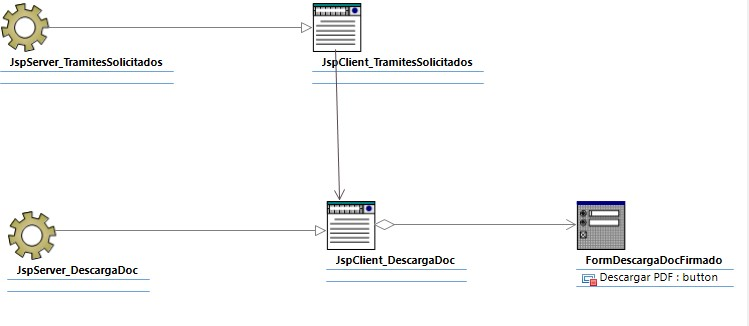 JspServer_TramitesSolicitados
JspClient_TramitesSolicitados
JspServer_DescargaDoc
JspClient_DescargaDoc
FormDescargaDocFirmado
Descargar PDF : button